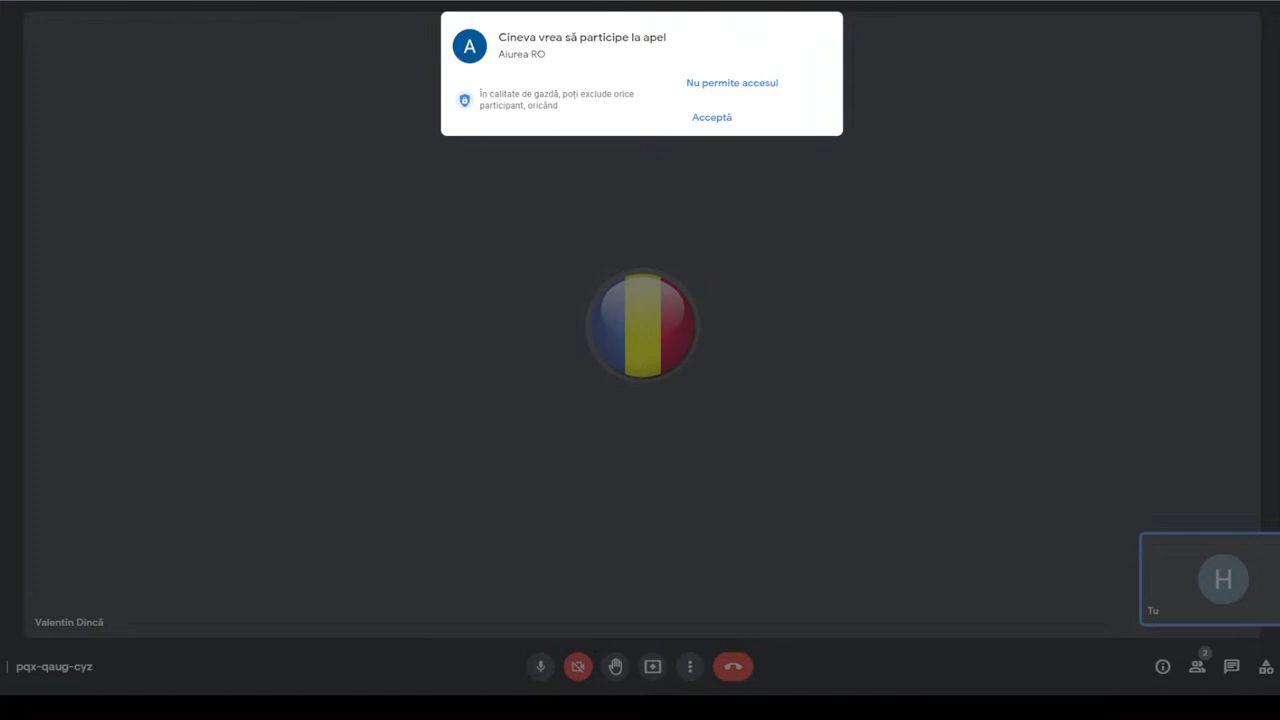 A
Cineva vrea să participe la apel
Aiurea RO
În calitate de gazdă, poți exclude orice
participant, oricând
Nu permite accesul
Acceptă
H
Tu
Valentin Dincă
pqx-qaug-cyz
2